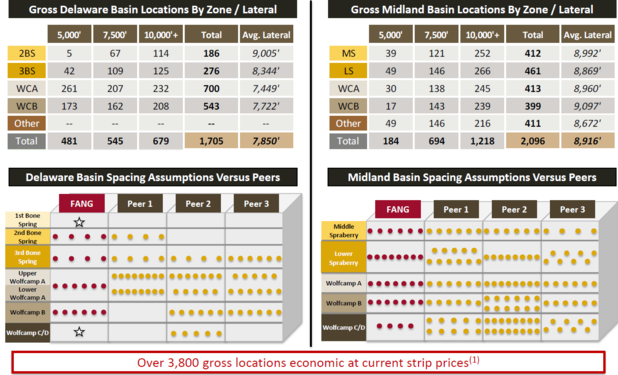 Gross Delaware Basin Locations By Zone / Lateral
5,000' 7,500' 10,000'+ Total Avg. Lateral
2BS 5 67 114 186 9,005'
3BS 42 109 125 276 8,344'
WCA 261 207 232 700 7,449'
WCB 173 162 208 543 7,722'
Other -- -- -- -- --
Total 481 545 679 1,705 7,850'
Gross Midland Basin Locations By Zone / Lateral
5,000' 7,500' 10,000'+ Total Avg. Lateral
MS 39 121 252 412 8,992'
LS 49 146 266 461 8,869'
WCA 30 138 245 413 8,960'
WCB 17 143 239 399 9,097'
Other 49 146 216 411 8,672'
Total 184 694 1,218 2,096 8,916'
Delaware Basin Spacing Assumptions Versus Peers
FANG Peer 1 Peer 2 Peer 3
1st Bone
Spring
2nd Bone
Spring
3rd Bone
Spring
Upper
Wolfcamp A
Lower
Wolfcamp A
Wolfcamp B
Wolfcamp C/D
Midland Basin Spacing Assumptions Versus Peers
FANG Peer 1 Peer 2 Peer 3
Middle
Spraberry
Lower
Spraberry
Wolfcamp A
Wolfcamp B
Wolfcamp C/D
Over 3,800 gross locations economic at current strip prices(1)